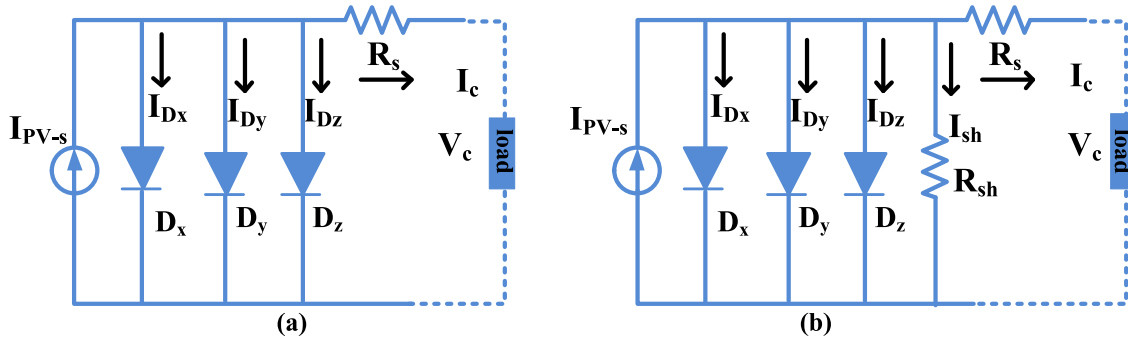 R_s
I_c
I_Dx
I_Dy
I_Dz
I_PV-s
V_c
load
D_x
D_y
D_z
(a)
R_s
I_c
I_Dx
I_Dy
I_Dz
I_sh
I_PV-s
V_c
load
R_sh
D_x
D_y
D_z
(b)